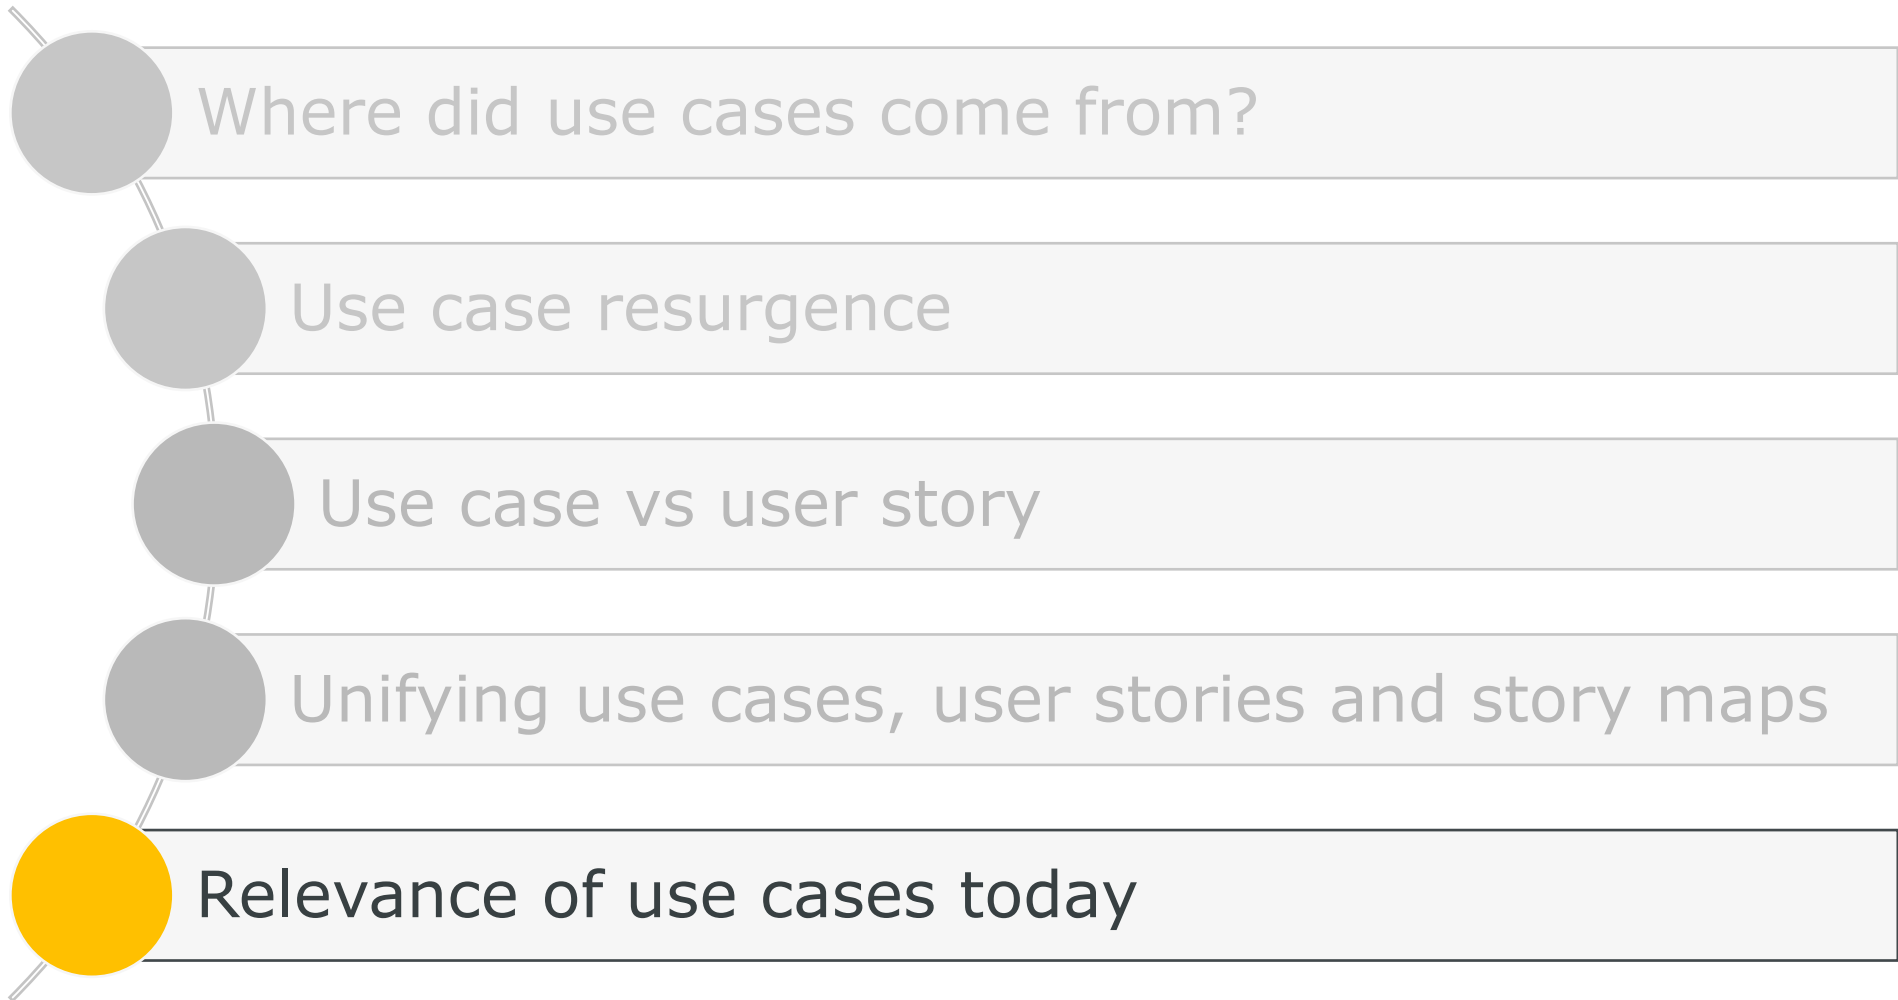 Where did use cases come from?
Use case resurgence
Use case vs user story
Unifying use cases, user stories and story maps
Relevance of use cases today